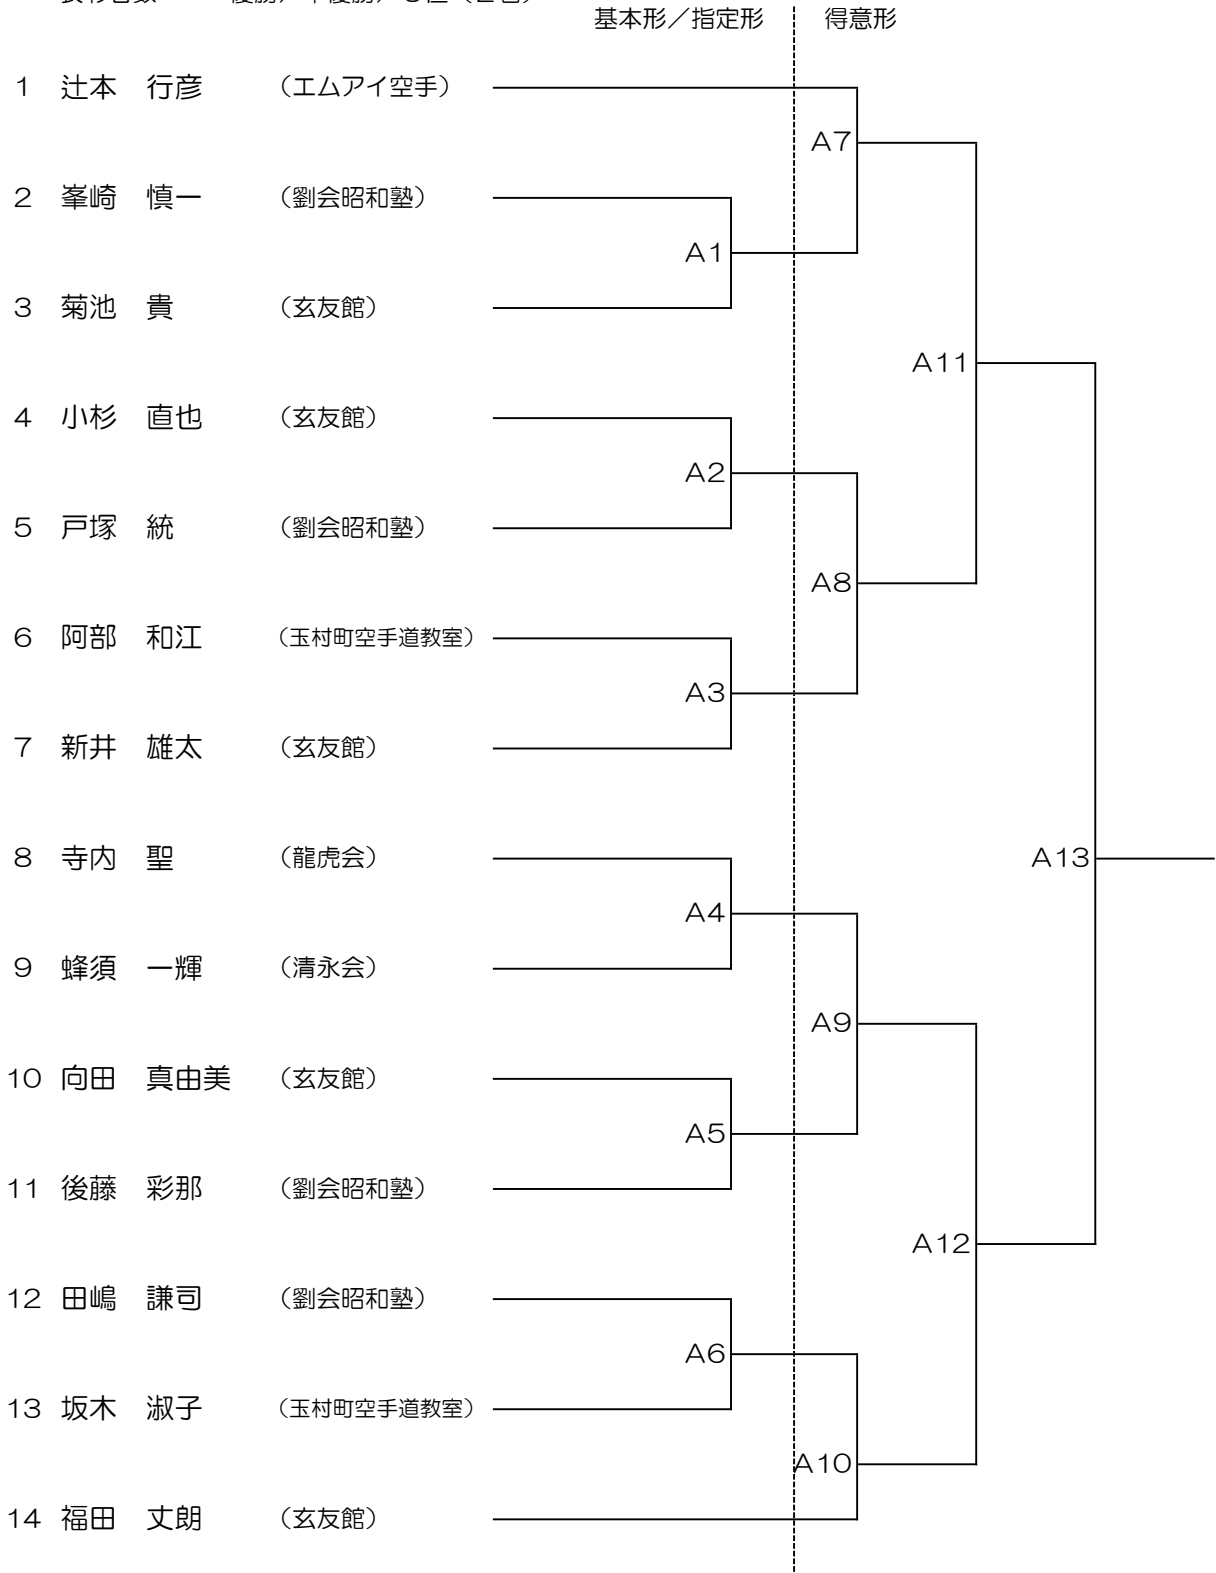 基本形／指定形 得意形
1 辻本 行彦 （エムアイ空手）
A7
2 峯崎 慎一 （劉会昭和塾）
A1
3 菊池 貴 （玄友館）
A11
4 小杉 直也 （玄友館）
A2
5 戸塚 統 （劉会昭和塾）
A8
6 阿部 和江 （玉村町空手道教室）
A3
7 新井 雄太 （玄友館）
8 寺内 聖 （龍虎会）
A13
A4
9 蜂須 一輝 （清永会）
A9
10 向田 真由美 （玄友館）
A5
11 後藤 彩那 （劉会昭和塾）
A12
12 田嶋 謙司 （劉会昭和塾）
A6
13 坂木 淑子 （玉村町空手道教室）
A10
14 福田 丈朗 （玄友館）